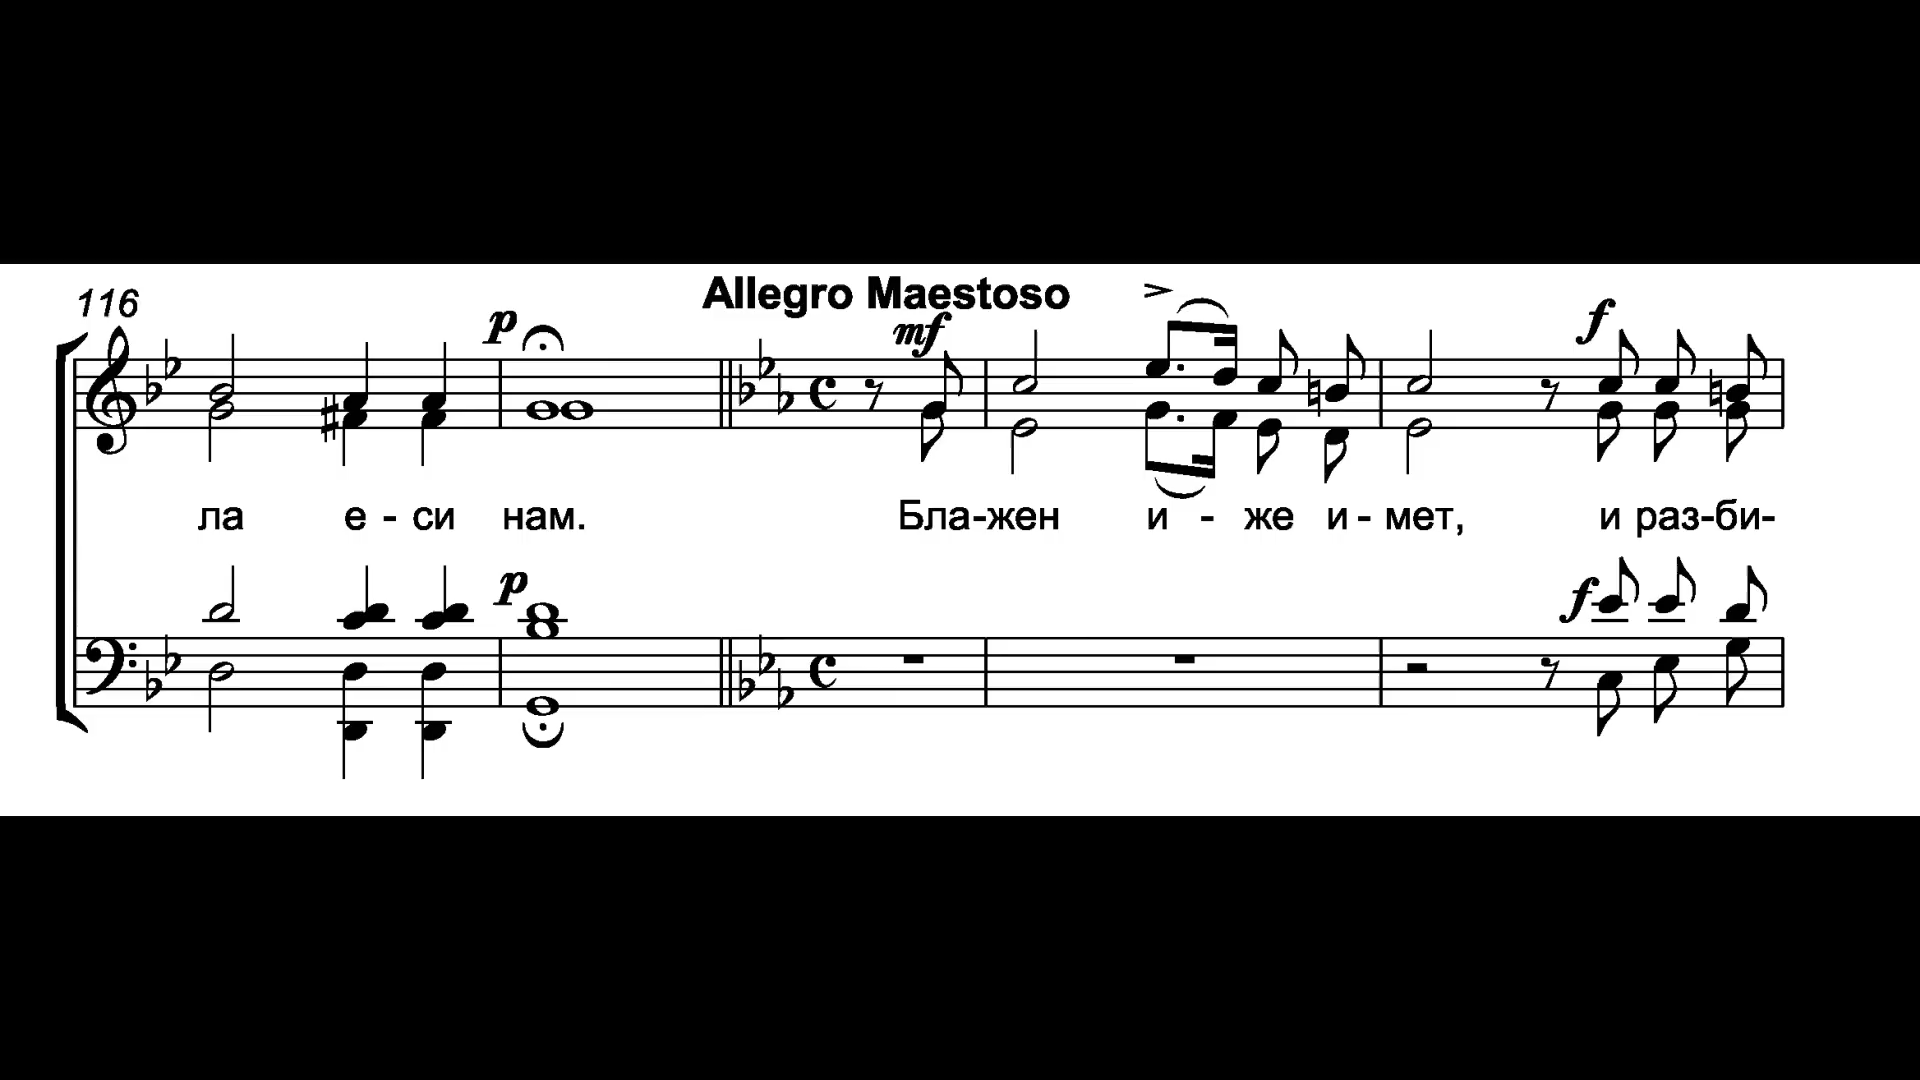 116
Allegro Maestoso
p mf > f
ла е - си нам. Бла-жен и - же и - мет, и раз-би-
p f